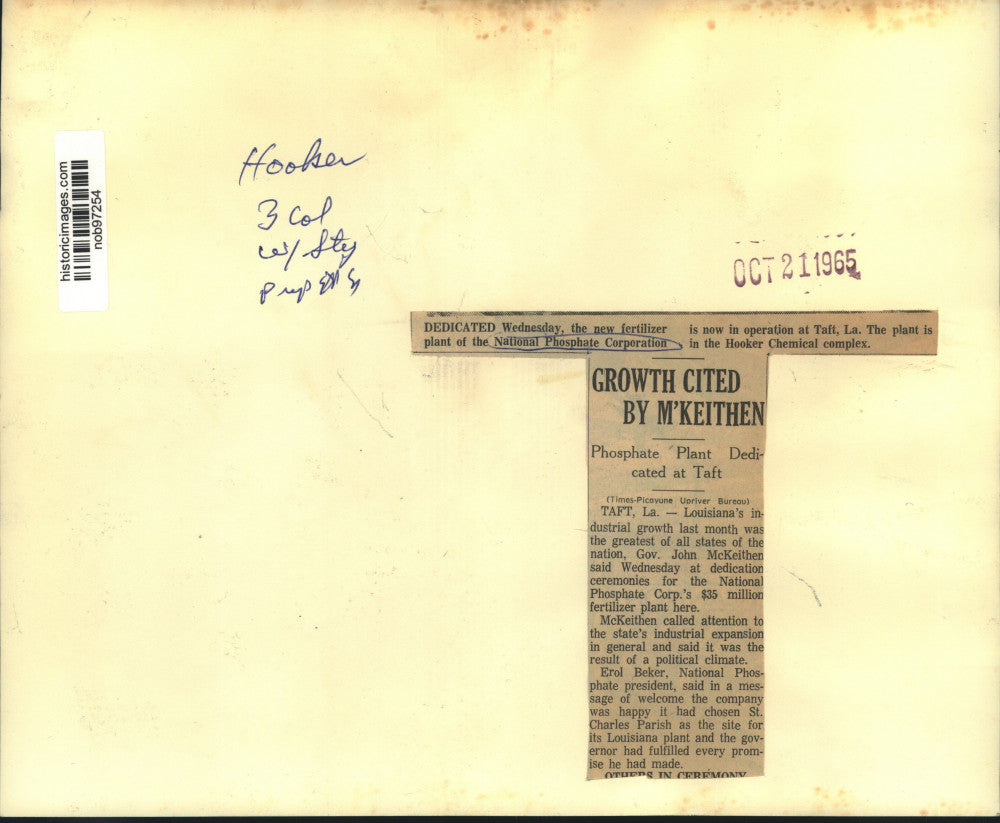 historicimages.com
nob97254
Hooker
3 Col
w/ Sty
OCT 21 1965
DEDICATED Wednesday, the new fertilizer
plant of the National Phosphate Corporation
is now in operation at Taft, La. The plant is
in the Hooker Chemical complex.
GROWTH CITED
BY M'KEITHEN
Phosphate Plant Dedi-
cated at Taft
(Times-Picayune Upriver Bureau)
TAFT, La. — Louisiana's in-
dustrial growth last month was
the greatest of all states of the
nation, Gov. John McKeithen
said Wednesday at dedication
ceremonies for the National
Phosphate Corp.'s $35 million
fertilizer plant here.
McKeithen called attention to
the state's industrial expansion
in general and said it was the
result of a political climate.
Erol Beker, National Phos-
phate president, said in a mes-
sage of welcome the company
was happy it had chosen St.
Charles Parish as the site for
its Louisiana plant and the gov-
ernor had fulfilled every prom-
ise he had made.
OTHERS IN CEREMONY